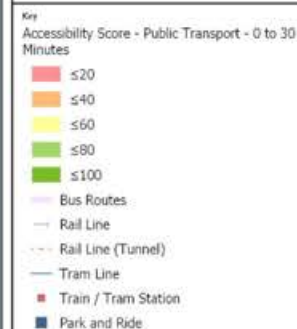 Key
Accessibility Score - Public Transport - 0 to 30
Minutes
≤20
≤40
≤60
≤80
≤100
Bus Routes
Rail Line
Rail Line (Tunnel)
Tram Line
Train / Tram Station
Park and Ride